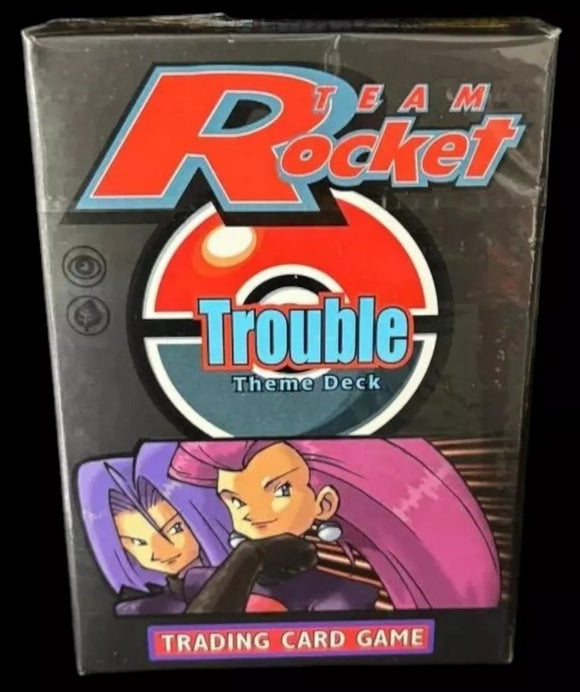 TEAM
Rocket
Trouble
Theme Deck
TRADING CARD GAME